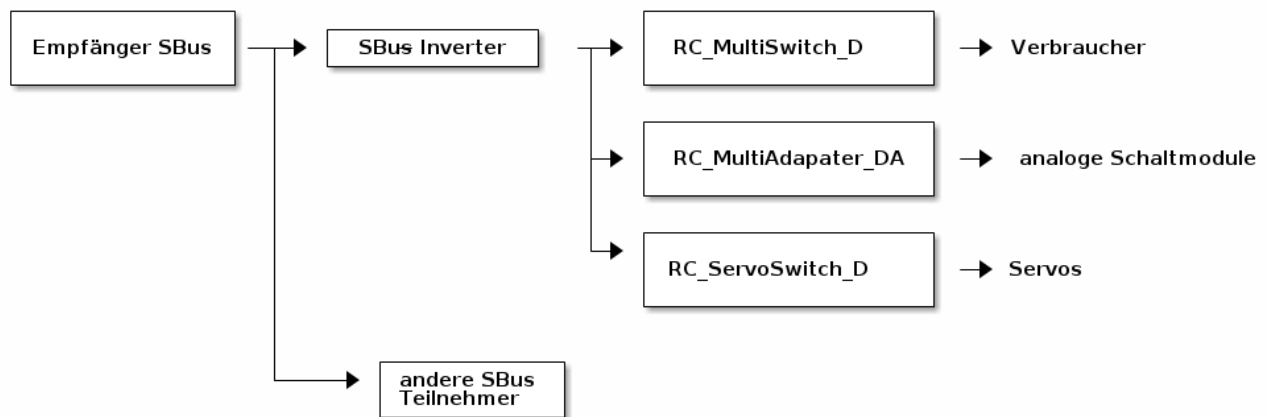 Empfänger SBus
SBus Inverter
RC_MultiSwitch_D
Verbraucher
RC_MultiAdapater_DA
analoge Schaltmodule
RC_ServoSwitch_D
Servos
andere SBus
Teilnehmer